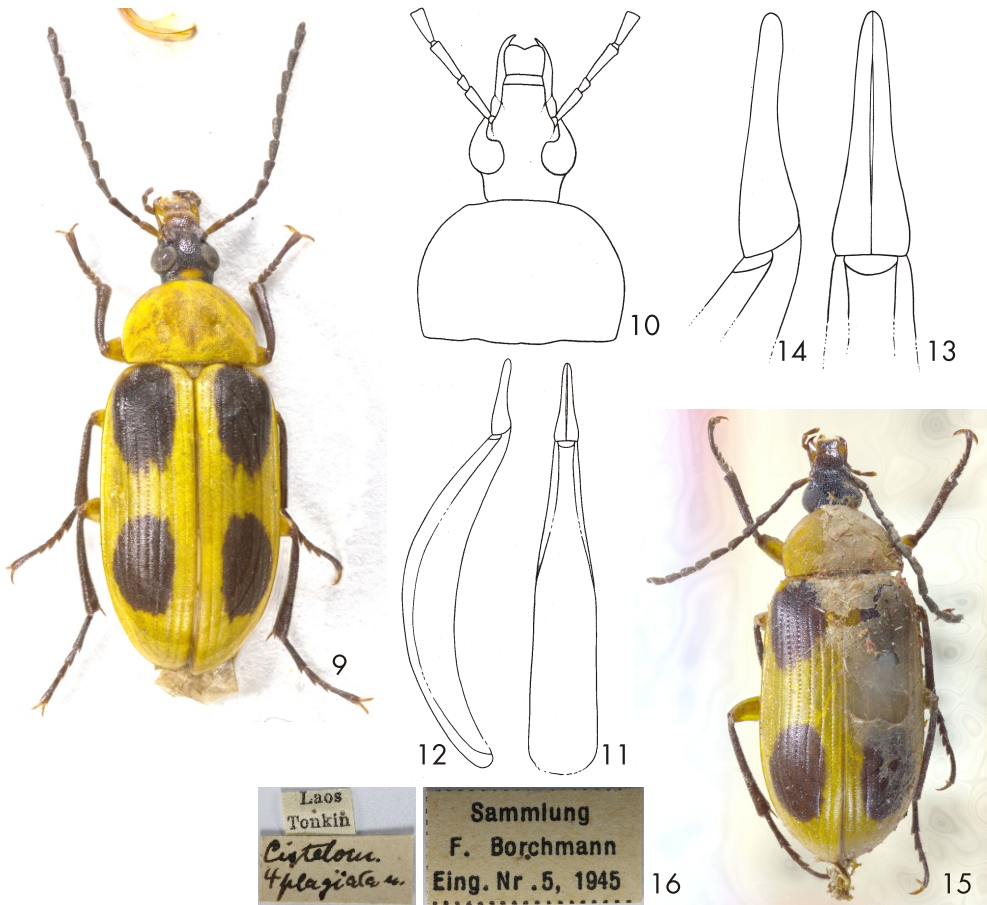 9
10
14
13
12
11
Laos
Tonkin
Cistelom.
4plagiata n.
Sammlung
F. Borchmann
Eing. Nr. 5, 1945
16
15